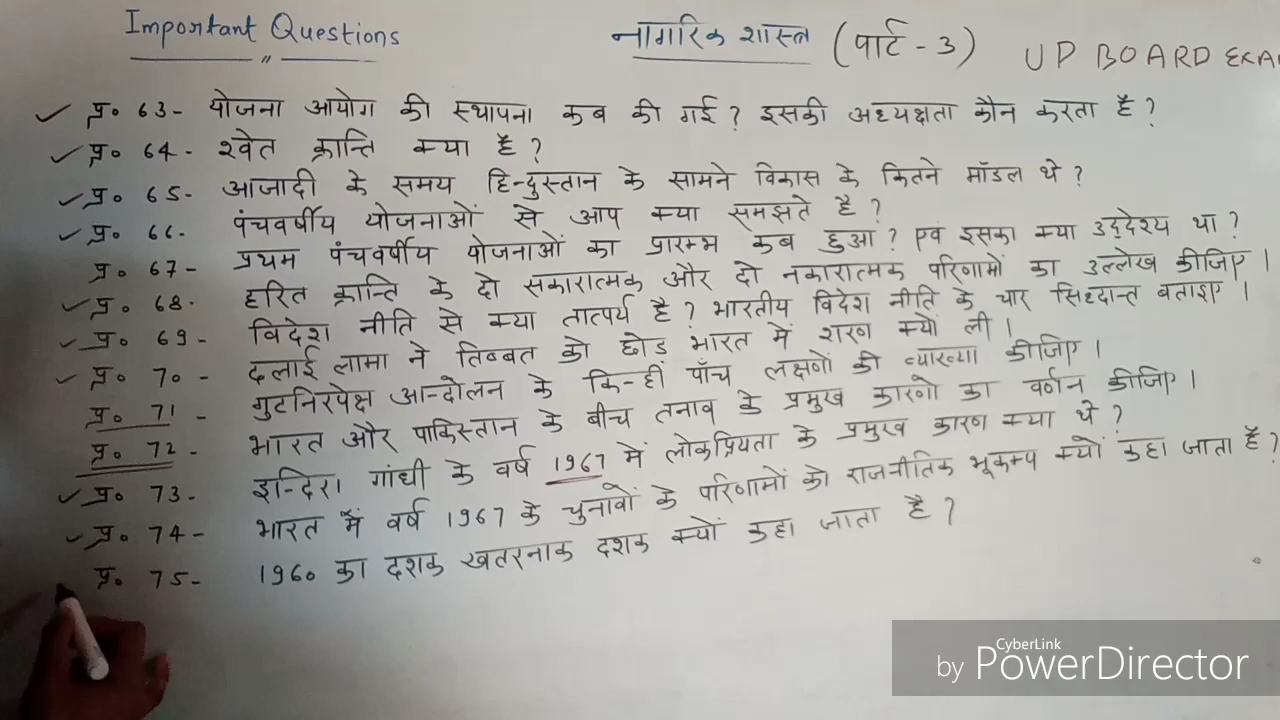 Important Questions
नागरिक शास्त्र (पार्ट - 3)
UP BOARD EXA
प्र० 63- योजना आयोग की स्थापना कब की गई? इसकी अध्यक्षता कौन करता है?
प्र० 64- श्वेत क्रान्ति क्या है?
प्र० 65- आजादी के समय हिन्दुस्तान के सामने विकास के कितने मॉडल थे?
प्र० 66- पंचवर्षीय योजनाओं से आप क्या समझते है?
प्र० 67- प्रथम पंचवर्षीय योजनाओं का प्रारम्भ कब हुआ? एवं इसका क्या उद्देश्य था?
प्र० 68- हरित क्रान्ति के दो सकारात्मक और दो नकारात्मक परिणामों का उल्लेख कीजिए।
प्र० 69- विदेश नीति से क्या तात्पर्य है? भारतीय विदेश नीति के चार सिद्धान्त बताइए।
प्र० 70- दलाई लामा ने तिब्बत को छोड़ भारत में शरण क्यों ली।
प्र० 71- गुटनिरपेक्ष आन्दोलन के किन्हीं पाँच लक्षणों की व्याख्या कीजिए।
प्र० 72- भारत और पाकिस्तान के बीच तनाव के प्रमुख कारणो का वर्णन कीजिए।
प्र० 73- इन्दिरा गांधी के वर्ष 1967 में लोकप्रियता के प्रमुख कारण क्या थे?
प्र० 74- भारत में वर्ष 1967 के चुनावों के परिणामों को राजनीतिक भूकम्प क्यों कहा जाता है?
प्र० 75- 1960 का दशक खतरनाक दशक क्यों कहा जाता है?
CyberLink
by PowerDirector